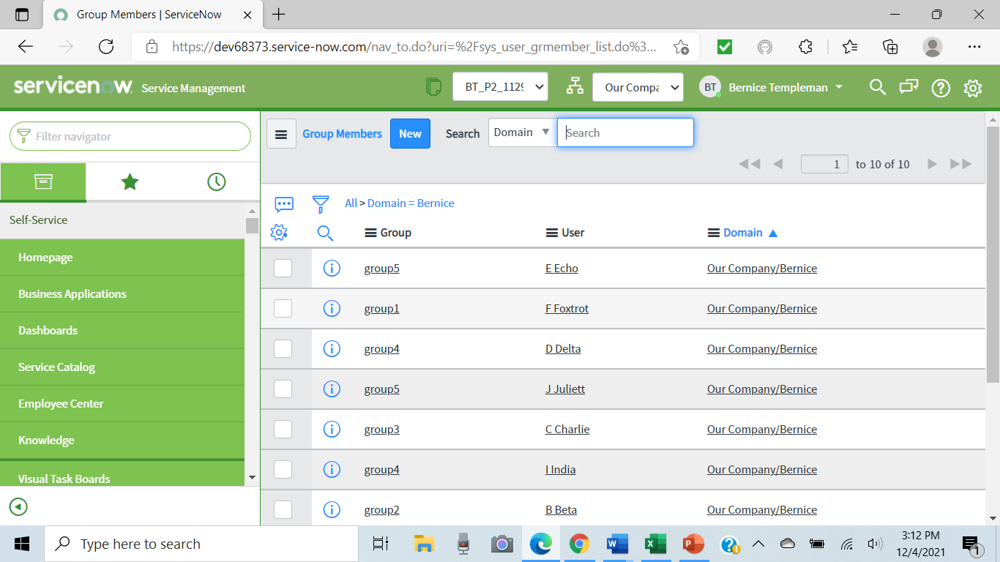 Group Members | ServiceNow
https://dev68373.service-now.com/nav_to.do?uri=%2Fsys_user_grmember_list.do%3...
servicenow Service Management
BT_P2_1129
Our Compa
BT Bernice Templeman
Filter navigator
Self-Service
Homepage
Business Applications
Dashboards
Service Catalog
Employee Center
Knowledge
Visual Task Boards
Group Members New Search Domain Search
1 to 10 of 10
All > Domain = Bernice
Group User Domain
group5 E Echo Our Company/Bernice
group1 F Foxtrot Our Company/Bernice
group4 D Delta Our Company/Bernice
group5 J Juliett Our Company/Bernice
group3 C Charlie Our Company/Bernice
group4 I India Our Company/Bernice
group2 B Beta Our Company/Bernice
Type here to search
3:12 PM
12/4/2021
1